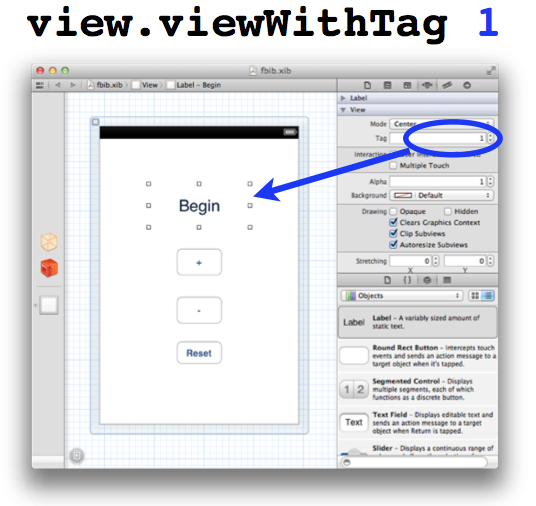 view.viewWithTag 1
fbib.xib
fbib.xib
View
Label – Begin
Label
View
Mode
Center
Tag
1
Interaction
Multiple Touch
Alpha
1
Background
Default
Drawing
Opaque
Hidden
Clears Graphics Context
Clip Subviews
Autoresize Subviews
Stretching
0
0
X
Y
Begin
+
-
Reset
{ }
Objects
Label
Label – A variably sized amount of
static text.
Round Rect Button – Intercepts touch
events and sends an action message to a
target object when it's tapped.
1 2
Segmented Control – Displays
multiple segments, each of which
functions as a discrete button.
Text
Text Field – Displays editable text and
sends an action message to a target
object when Return is tapped.
Slider – Displays a continuous range of